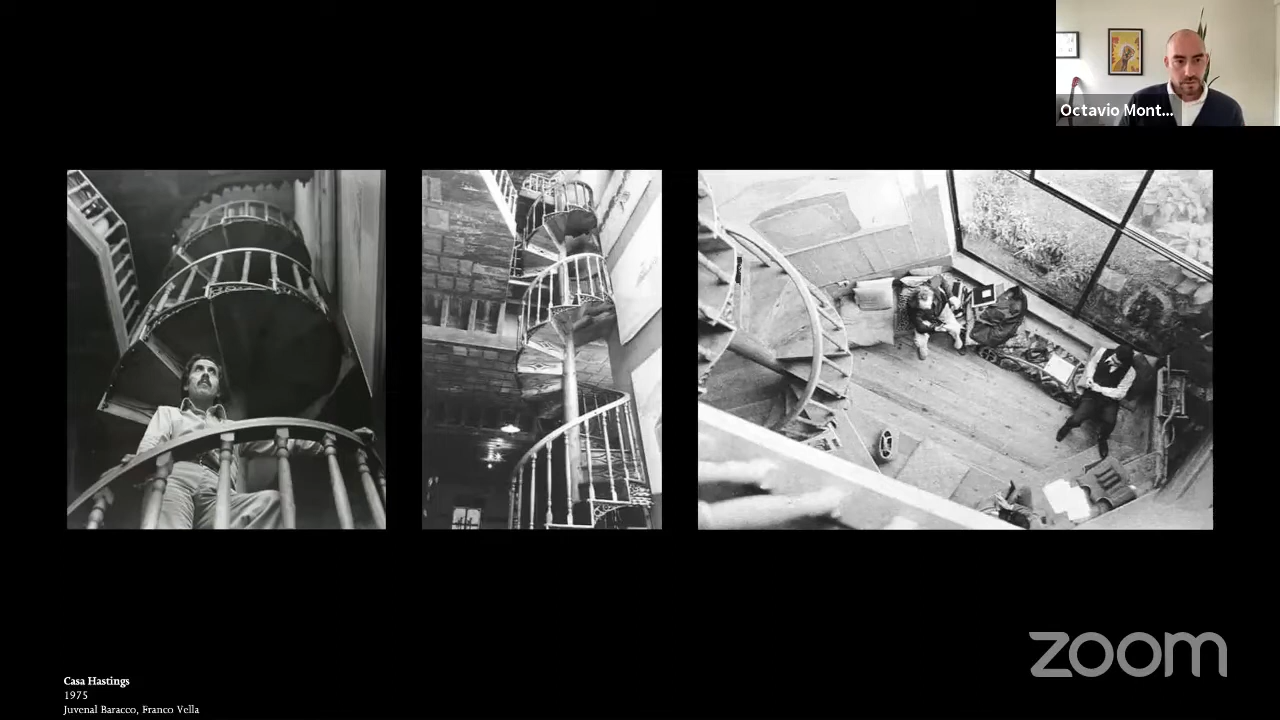 Octavio Mont...
zoom
Casa Hastings
1975
Juvenal Baracco, Franco Vella